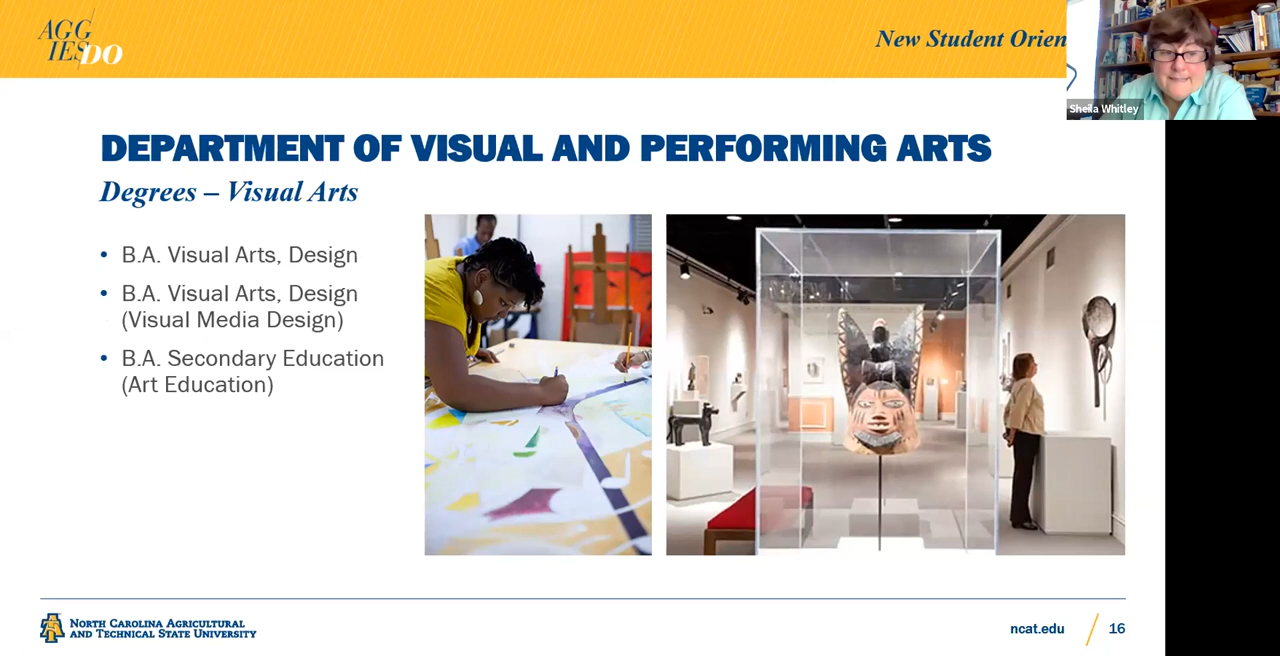 AGG
IES DO
New Student Orien
Sheila Whitley
DEPARTMENT OF VISUAL AND PERFORMING ARTS
Degrees – Visual Arts
• B.A. Visual Arts, Design
• B.A. Visual Arts, Design
(Visual Media Design)
• B.A. Secondary Education
(Art Education)
NORTH CAROLINA AGRICULTURAL
AND TECHNICAL STATE UNIVERSITY
ncat.edu / 16